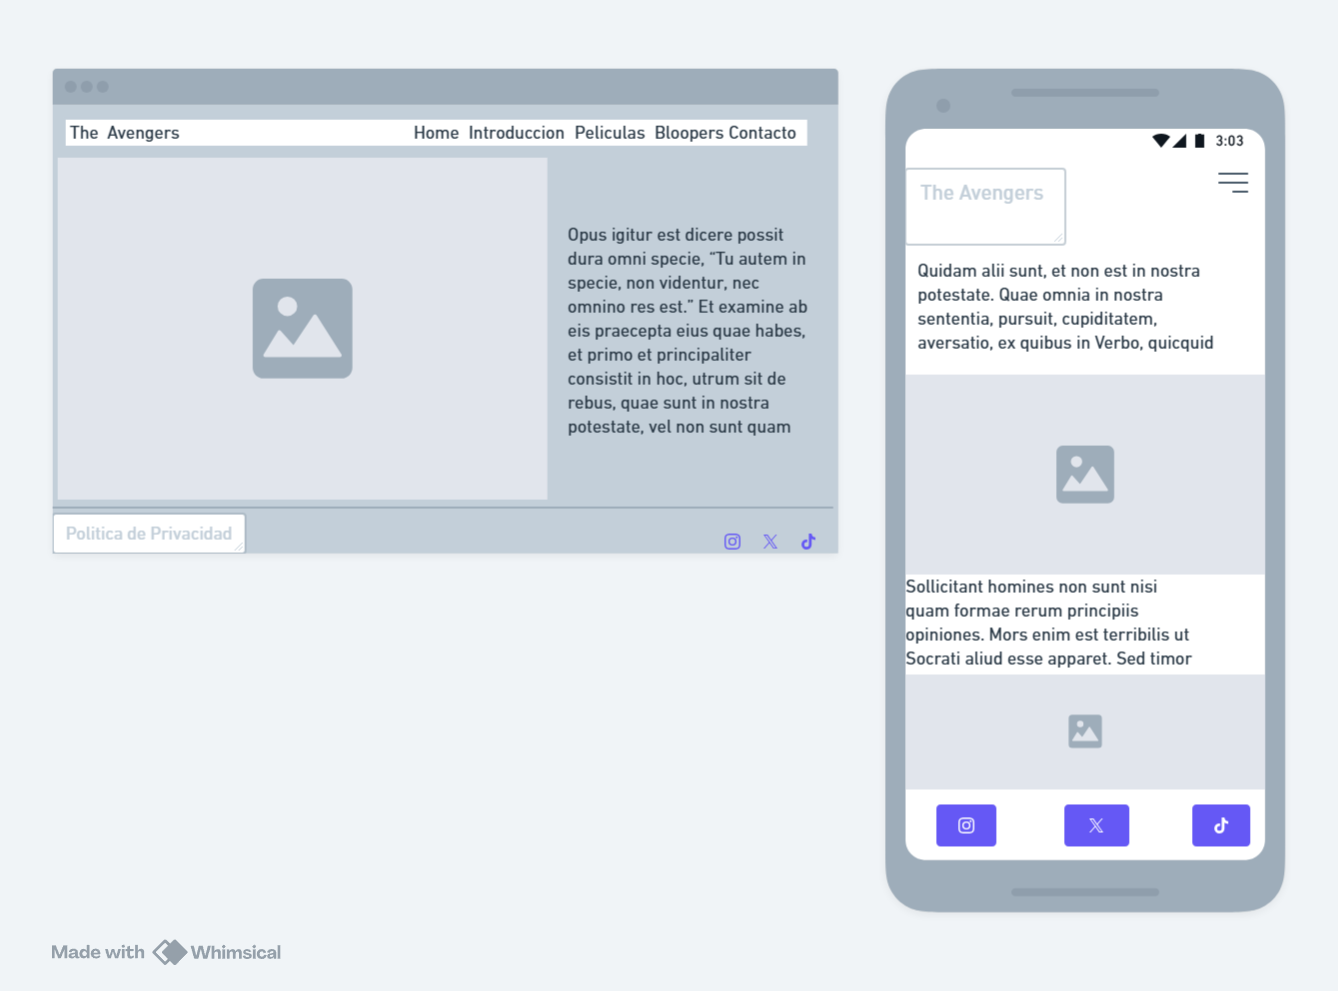 The Avengers
Home Introduccion Peliculas Bloopers Contacto
Opus igitur est dicere possit
dura omni specie, “Tu autem in
specie, non videntur, nec
omnino res est.” Et examine ab
eis praecepta eius quae habes,
et primo et principaliter
consistit in hoc, utrum sit de
rebus, quae sunt in nostra
potestate, vel non sunt quam
Politica de Privacidad
3:03
The Avengers
Quidam alii sunt, et non est in nostra
potestate. Quae omnia in nostra
sententia, pursuit, cupiditatem,
aversatio, ex quibus in Verbo, quicquid
Sollicitant homines non sunt nisi
quam formae rerum principiis
opiniones. Mors enim est terribilis ut
Socrati aliud esse apparet. Sed timor
Made with Whimsical